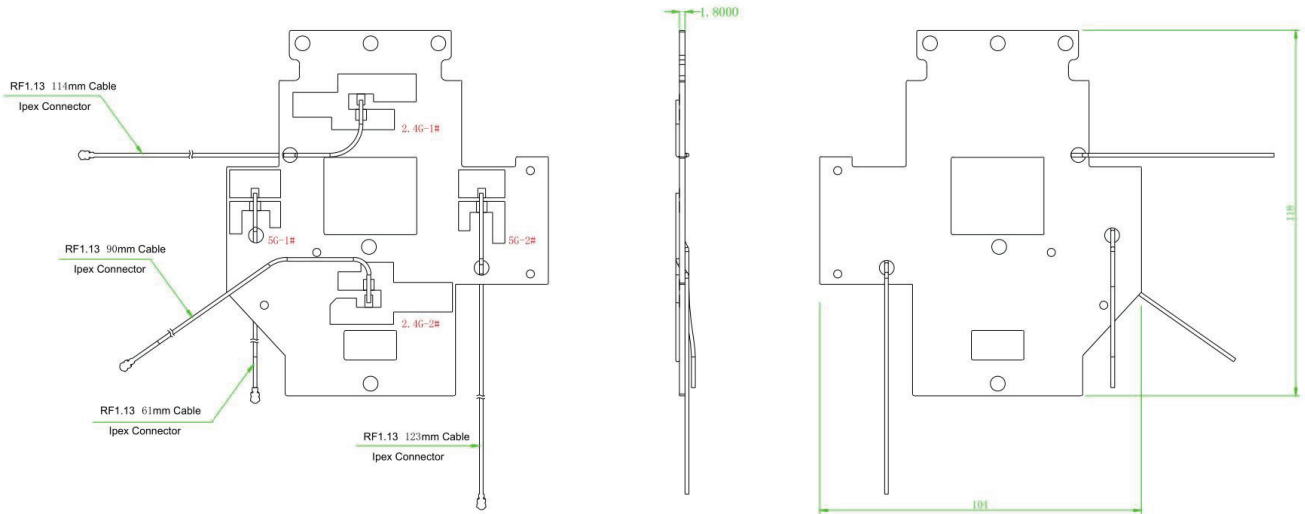 1.8000
RF1.13 114mm Cable
Ipex Connector
2.4G-1#
118
RF1.13 90mm Cable
Ipex Connector
5G-1#
5G-2#
2.4G-2#
RF1.13 61mm Cable
Ipex Connector
RF1.13 123mm Cable
Ipex Connector
104